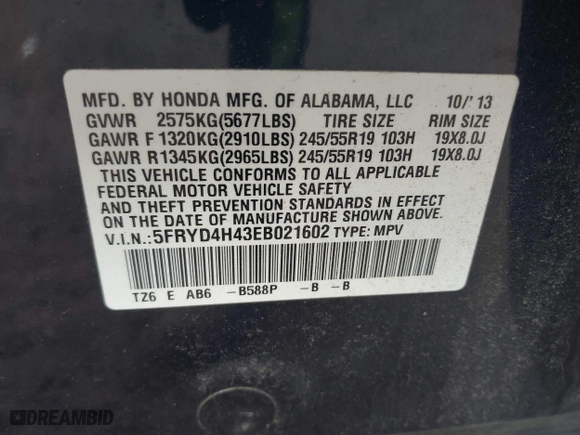 MFD. BY HONDA MFG. OF ALABAMA, LLC 10/'13
GVWR 2575KG(5677LBS) TIRE SIZE RIM SIZE
GAWR F 1320KG(2910LBS) 245/55R19 103H 19X8.0J
GAWR R1345KG(2965LBS) 245/55R19 103H 19X8.0J
THIS VEHICLE CONFORMS TO ALL APPLICABLE
FEDERAL MOTOR VEHICLE SAFETY
AND THEFT PREVENTION STANDARDS IN EFFECT
ON THE DATE OF MANUFACTURE SHOWN ABOVE.
V.I.N.:5FRYD4H43EB021602 TYPE: MPV
TZ6 E AB6 -B588P -B -B
DREAMBID